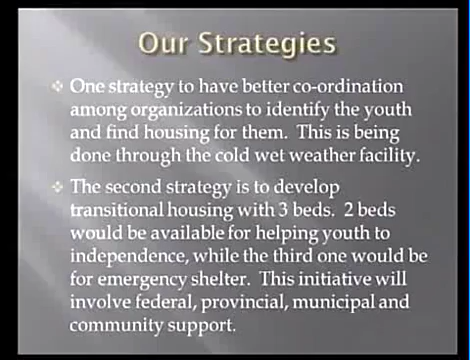 Our Strategies
One strategy to have better co-ordination
among organizations to identify the youth
and find housing for them. This is being
done through the cold wet weather facility.
The second strategy is to develop
transitional housing with 3 beds. 2 beds
would be available for helping youth to
independence, while the third one would be
for emergency shelter. This initiative will
involve federal, provincial, municipal and
community support.